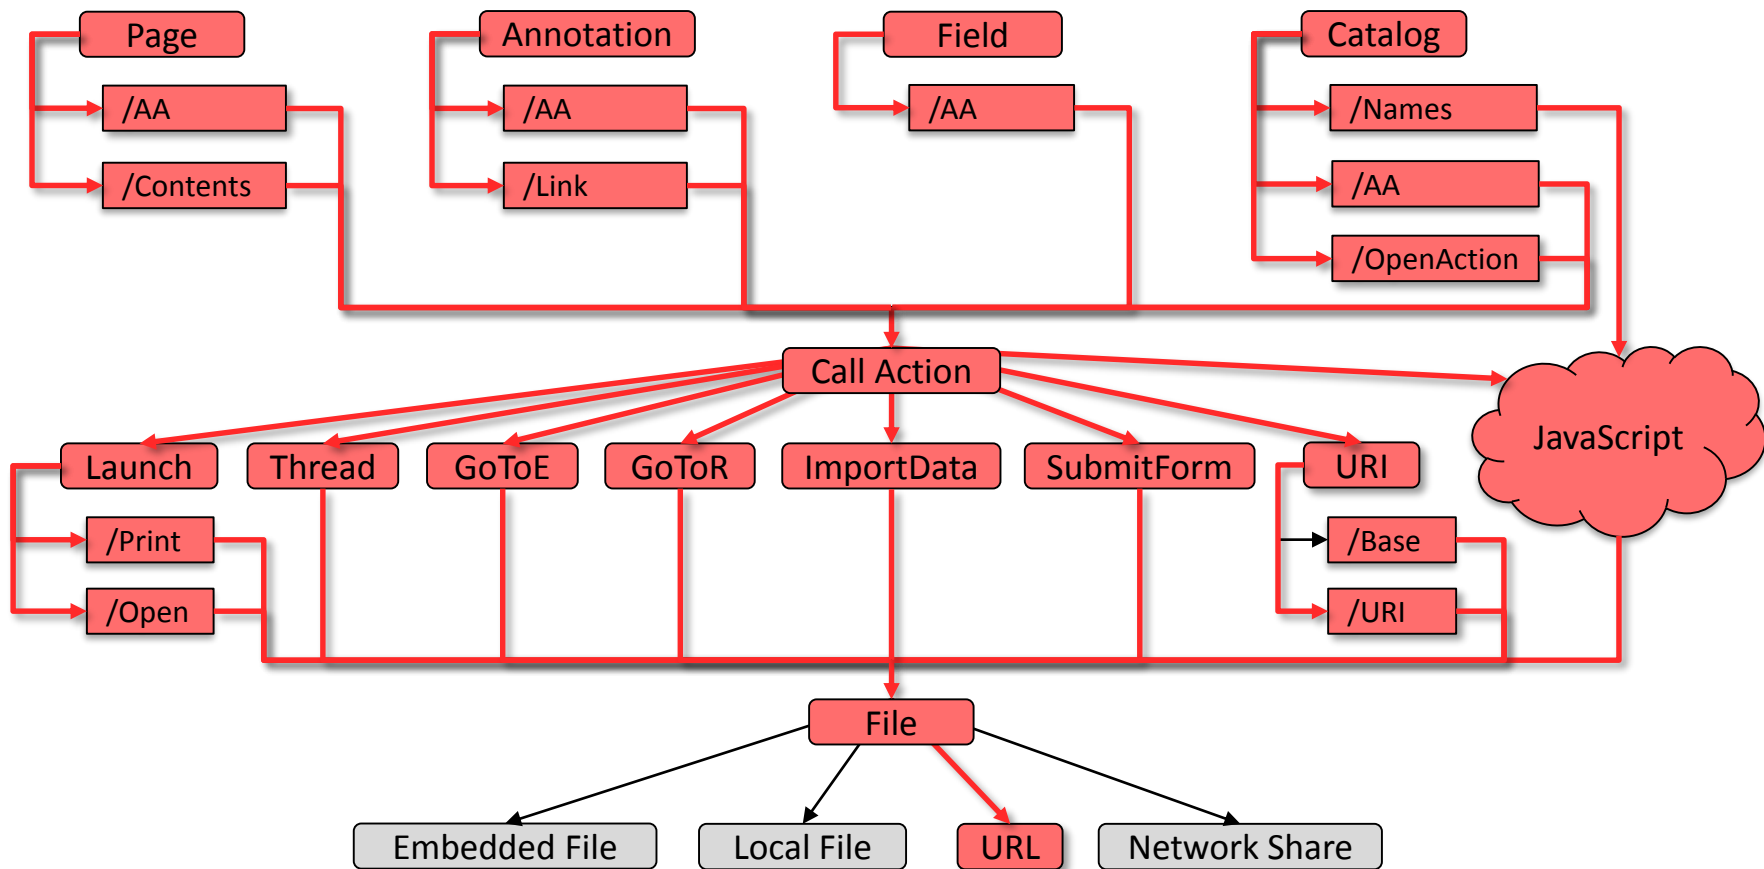 Page
Annotation
Field
Catalog
/AA
/AA
/AA
/Names
/Contents
/Link
/AA
/OpenAction
Call Action
JavaScript
Launch
Thread
GoToE
GoToR
ImportData
SubmitForm
URI
/Print
/Base
/Open
/URI
File
Embedded File
Local File
URL
Network Share